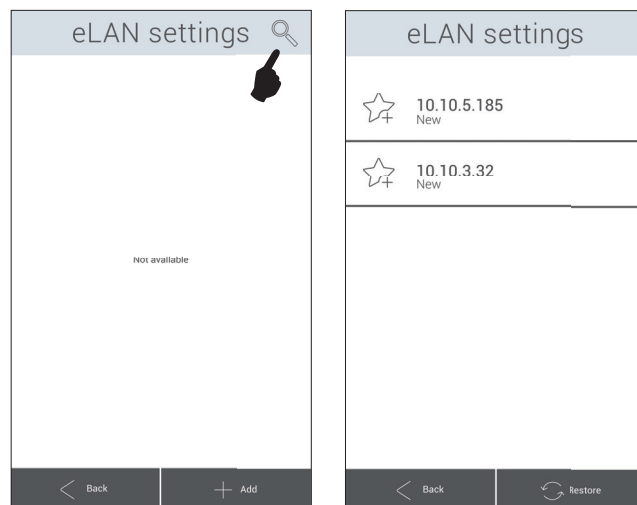 eLAN settings
Not available
Back
Add
eLAN settings
10.10.5.185
New
10.10.3.32
New
Back
Restore